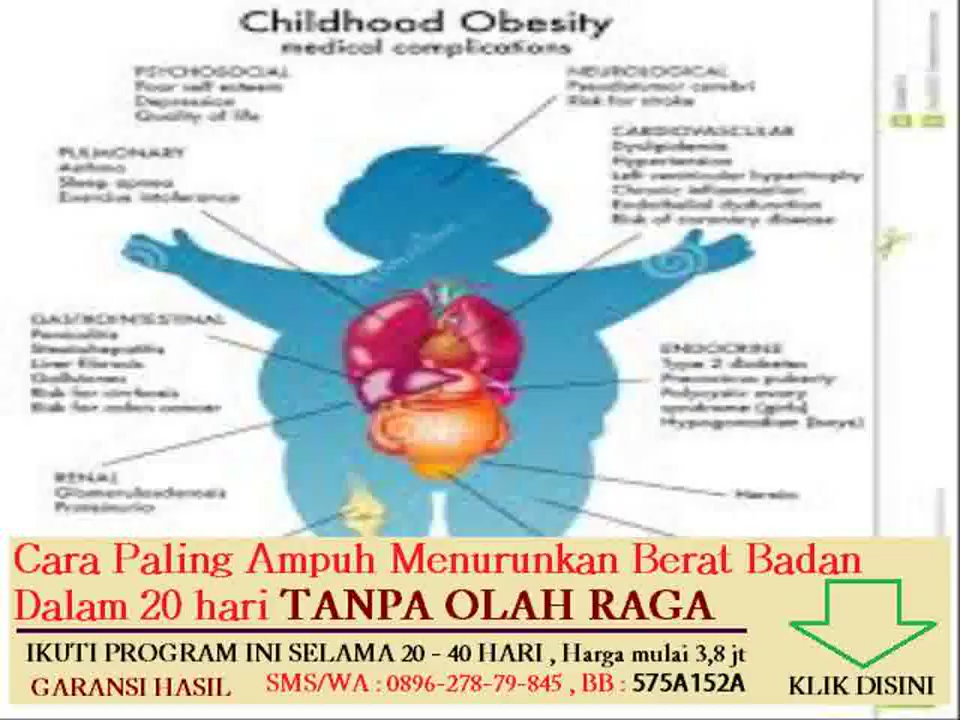 Childhood Obesity
medical complications
PSYCHOSOCIAL
Poor self esteem
Depression
Quality of life
NEUROLOGICAL
Pseudotumor cerebri
Risk for stroke
CARDIOVASCULAR
Dyslipidemia
Hypertension
Left ventricular hypertrophy
Chronic inflammation
Endothelial dysfunction
Risk of coronary disease
PULMONARY
Asthma
Sleep apnea
Exercise intolerance
GASTROINTESTINAL
Steatohepatitis
Liver fibrosis
Gallstones
Risk for cirrhosis
Risk for colon cancer
ENDOCRINE
Type 2 diabetes
Precocious puberty
Polycystic ovary
syndrome (girls)
Hypogonadism (boys)
RENAL
Glomerulosclerosis
Proteinuria
Hernia
Cara Paling Ampuh Menurunkan Berat Badan
Dalam 20 hari TANPA OLAH RAGA
IKUTI PROGRAM INI SELAMA 20 - 40 HARI , Harga mulai 3,8 jt
GARANSI HASIL SMS/WA : 0896-278-79-845 , BB : 575A152A
KLIK DISINI